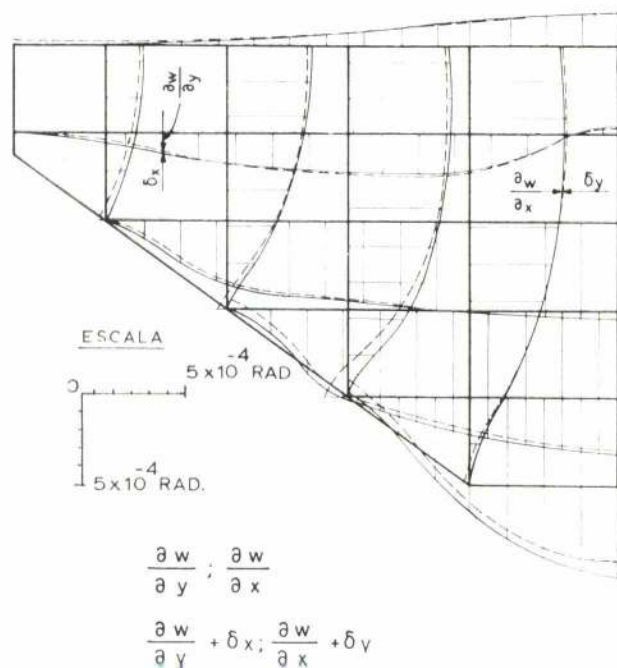 ∂w
∂y
δx
∂w
∂x
δy
ESCALA
5x10⁻⁴ RAD
0
5x10⁻⁴ RAD.
∂w/∂y ; ∂w/∂x
∂w/∂y + δx; ∂w/∂x + δy